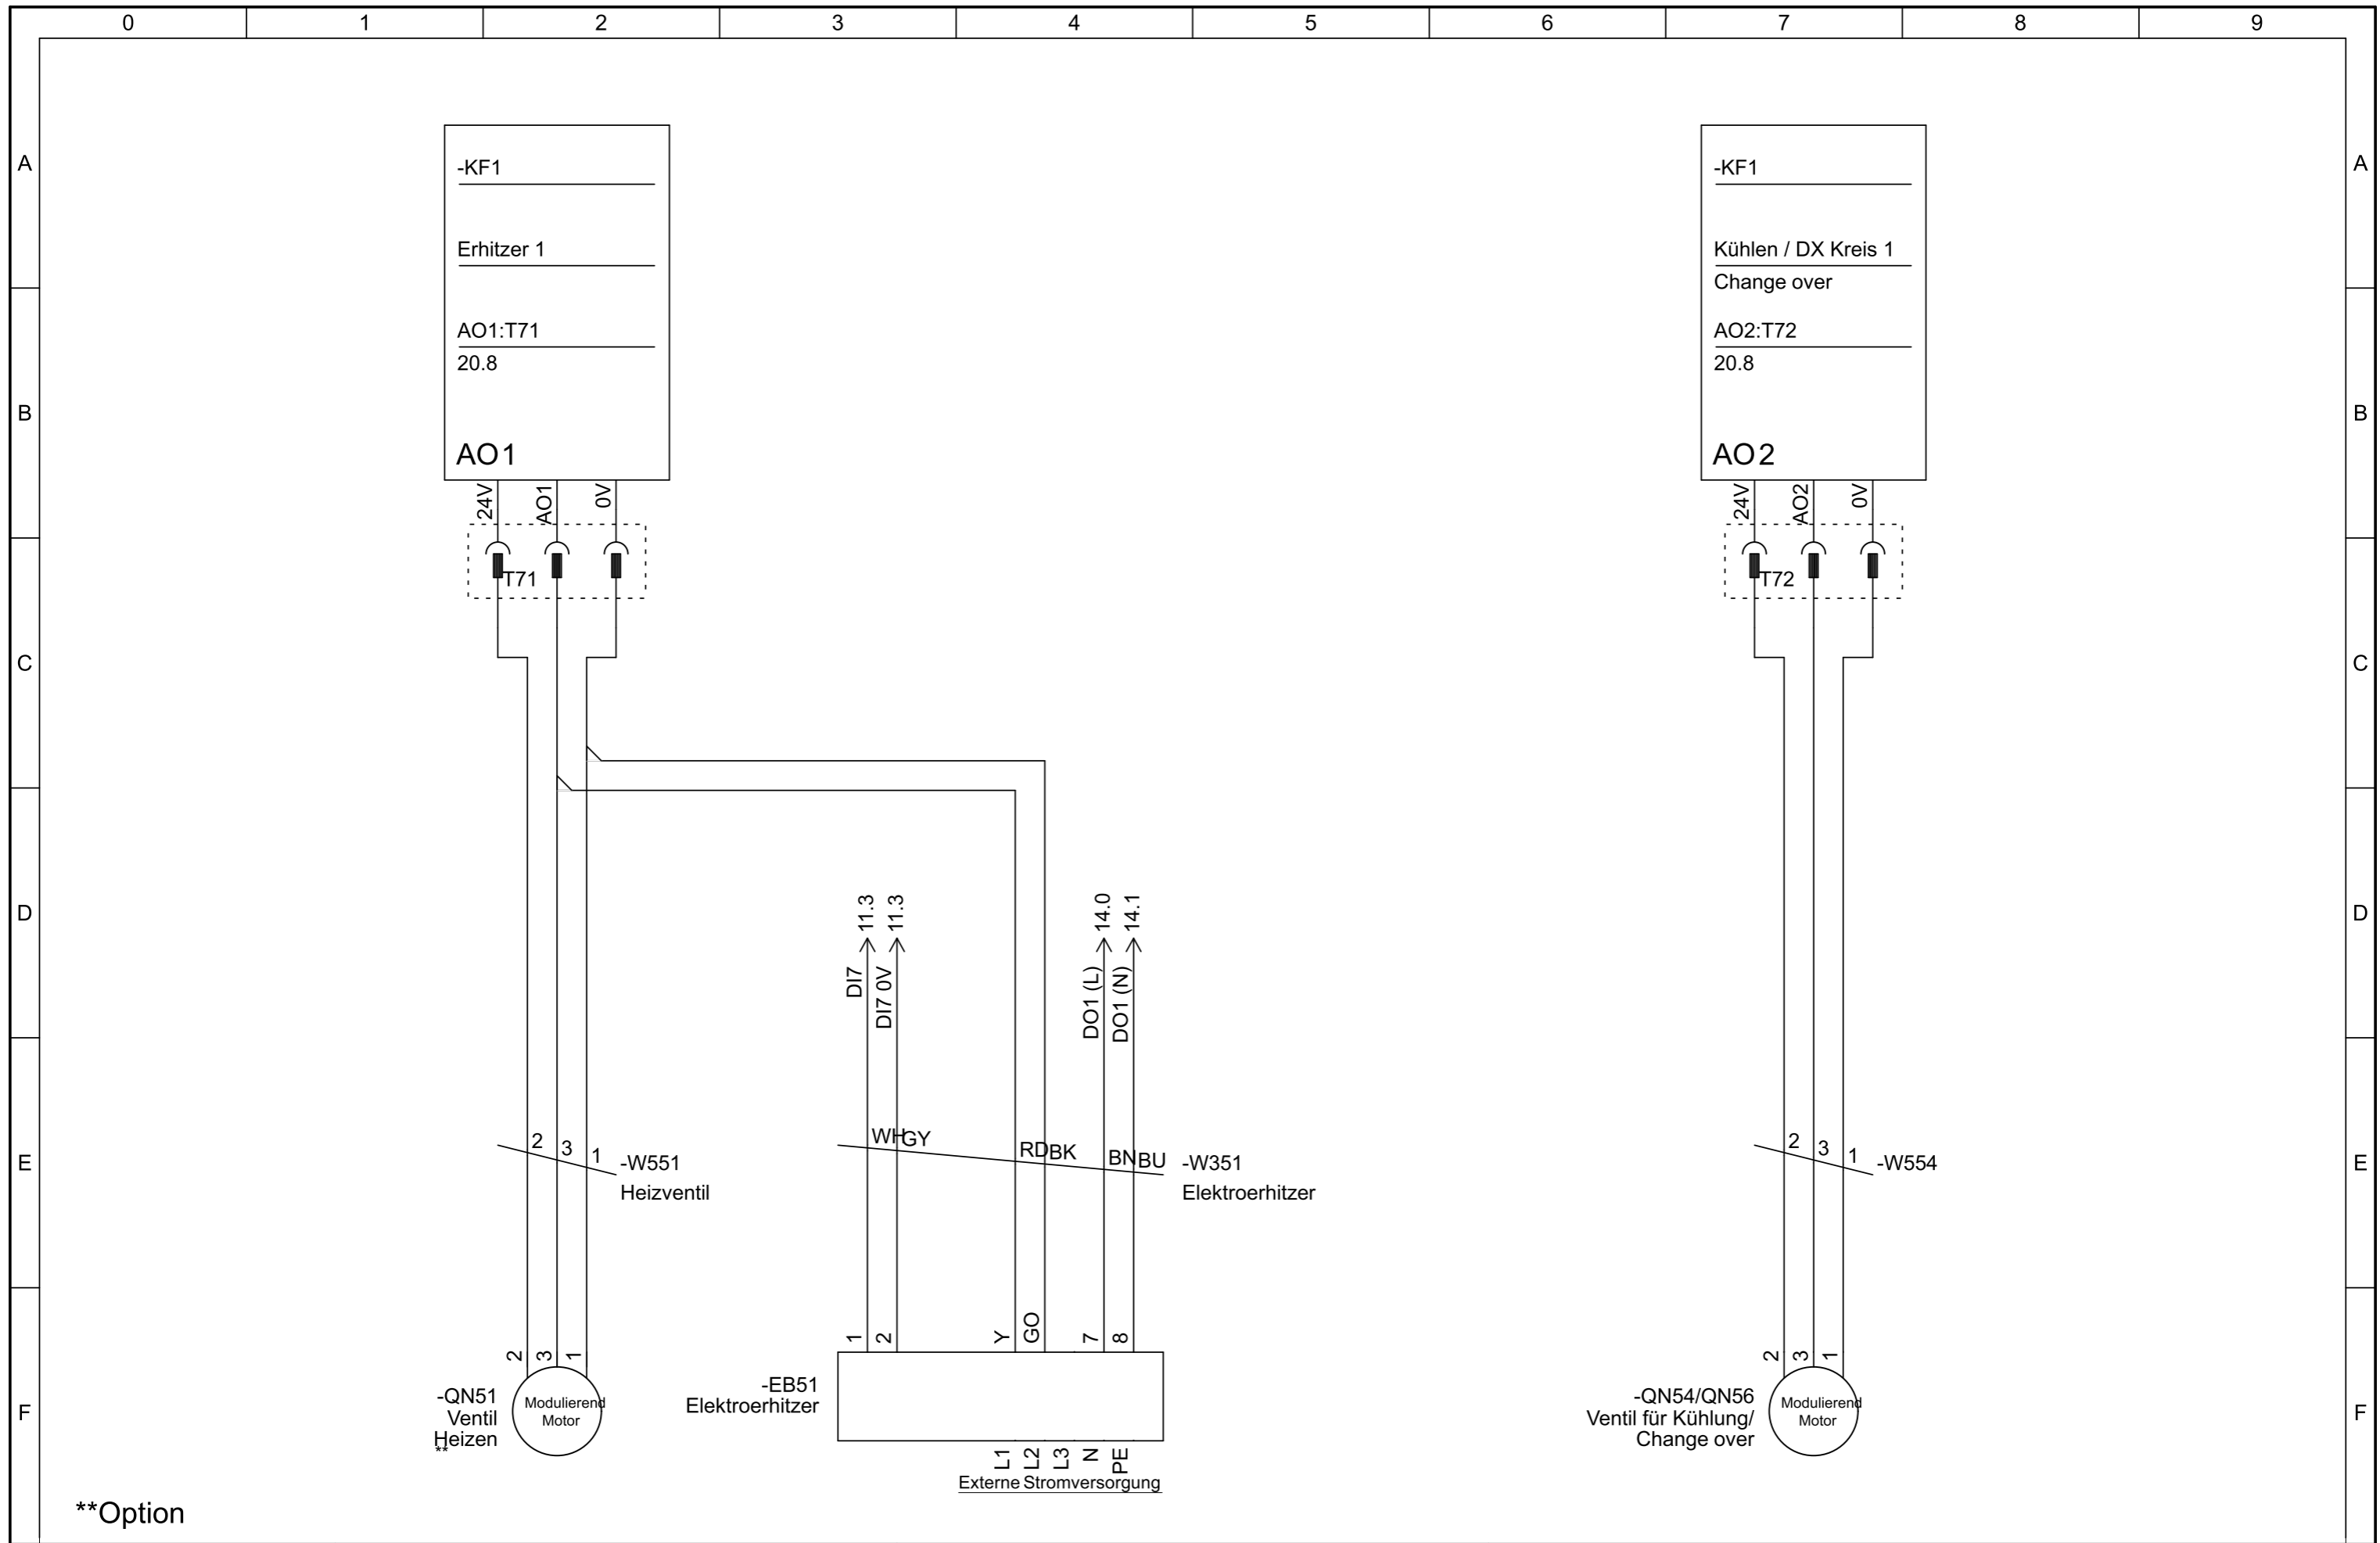 0 1 2 3 4 5 6 7 8 9
A
-KF1
-KF1
A
Erhitzer 1
Kühlen / DX Kreis 1
Change over
AO1:T71
AO2:T72
20.8
20.8
B
B
AO1
AO2
24V AO1 0V
24V AO2 0V
T71
T72
C
C
D
11.3 11.3
14.0 14.1
D
DI7 DI7 0V
DO1 (L) DO1 (N)
E
2 3 1
-W551
Heizventil
WH GY RD BK BN BU
-W351
Elektroerhitzer
2 3 1
-W554
E
2 3 1
1 2 Y GO 7 8
2 3 1
F
-QN51
Ventil
Heizen
**
Modulierend
Motor
-EB51
Elektroerhitzer
-QN54/QN56
Ventil für Kühlung/
Change over
Modulierend
Motor
F
L1 L2 L3 N PE
Externe Stromversorgung
**Option